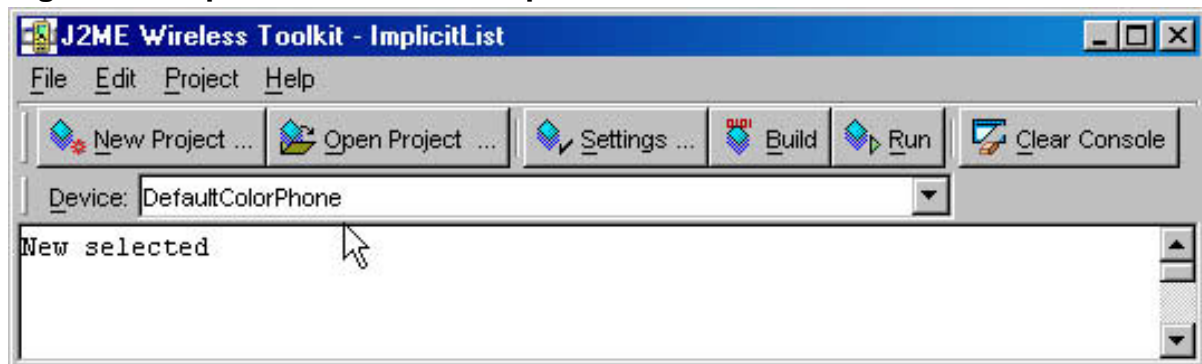 J2ME Wireless Toolkit - ImplicitList
File Edit Project Help
New Project ... Open Project ... Settings ... Build Run Clear Console
Device: DefaultColorPhone
New selected